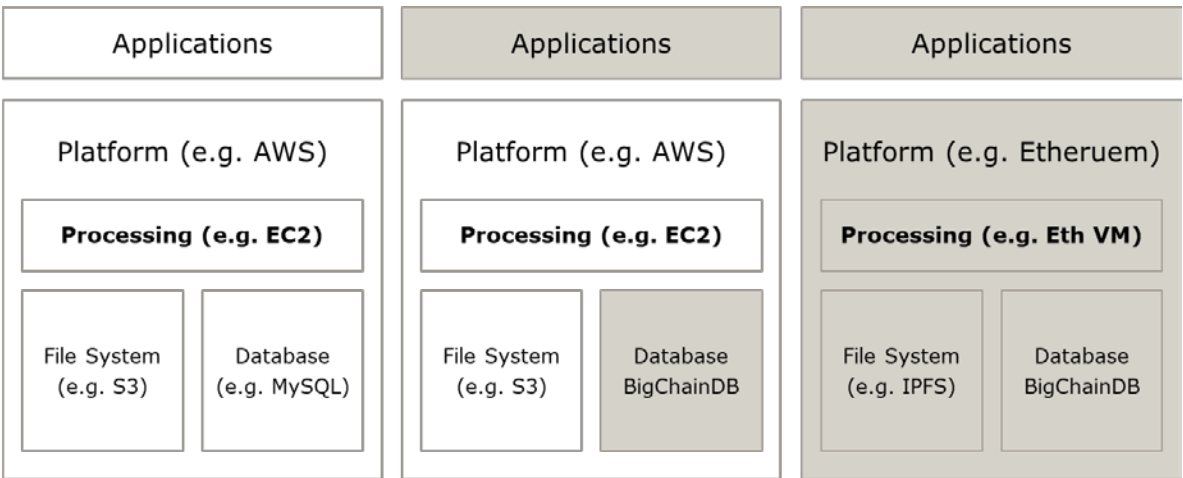 Applications
Platform (e.g. AWS)
Processing (e.g. EC2)
File System
(e.g. S3)
Database
(e.g. MySQL)
Applications
Platform (e.g. AWS)
Processing (e.g. EC2)
File System
(e.g. S3)
Database
BigChainDB
Applications
Platform (e.g. Etheruem)
Processing (e.g. Eth VM)
File System
(e.g. IPFS)
Database
BigChainDB